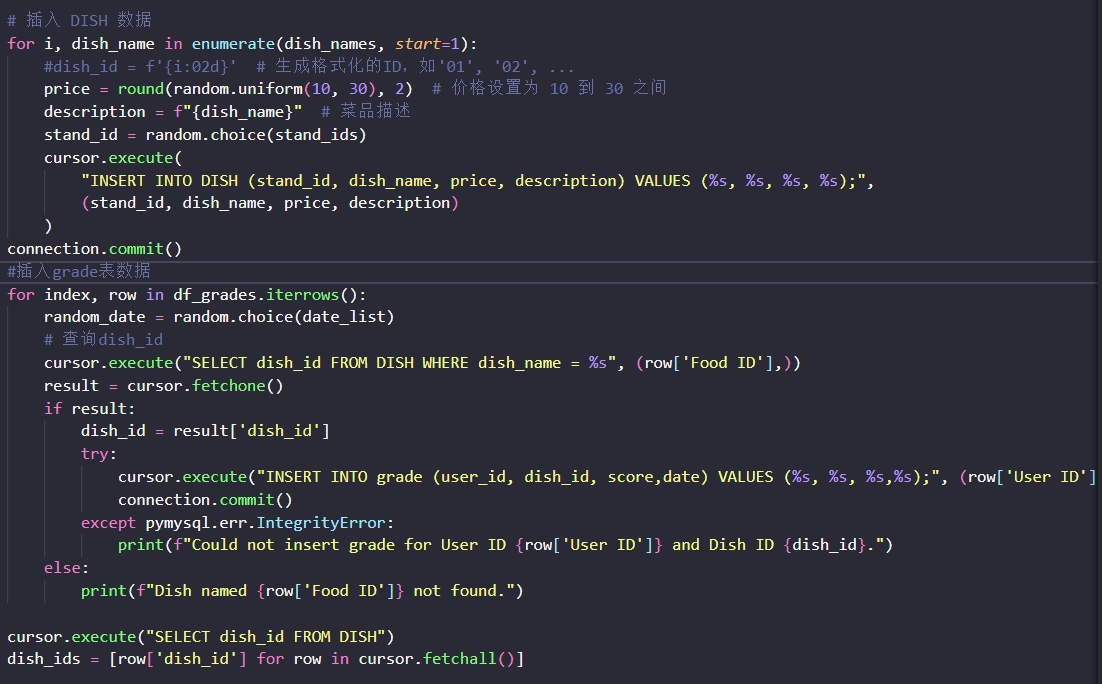 # 插入 DISH 数据
for i, dish_name in enumerate(dish_names, start=1):
    #dish_id = f'{i:02d}'  # 生成格式化的ID，如'01', '02', ...
    price = round(random.uniform(10, 30), 2)  # 价格设置为 10 到 30 之间
    description = f"{dish_name}"  # 菜品描述
    stand_id = random.choice(stand_ids)
    cursor.execute(
        "INSERT INTO DISH (stand_id, dish_name, price, description) VALUES (%s, %s, %s, %s);",
        (stand_id, dish_name, price, description)
    )
connection.commit()
#插入grade表数据
for index, row in df_grades.iterrows():
    random_date = random.choice(date_list)
    # 查询dish_id
    cursor.execute("SELECT dish_id FROM DISH WHERE dish_name = %s", (row['Food ID'],))
    result = cursor.fetchone()
    if result:
        dish_id = result['dish_id']
        try:
            cursor.execute("INSERT INTO grade (user_id, dish_id, score,date) VALUES (%s, %s, %s,%s);", (row['User ID']
            connection.commit()
        except pymysql.err.IntegrityError:
            print(f"Could not insert grade for User ID {row['User ID']} and Dish ID {dish_id}.")
    else:
        print(f"Dish named {row['Food ID']} not found.")
cursor.execute("SELECT dish_id FROM DISH")
dish_ids = [row['dish_id'] for row in cursor.fetchall()]